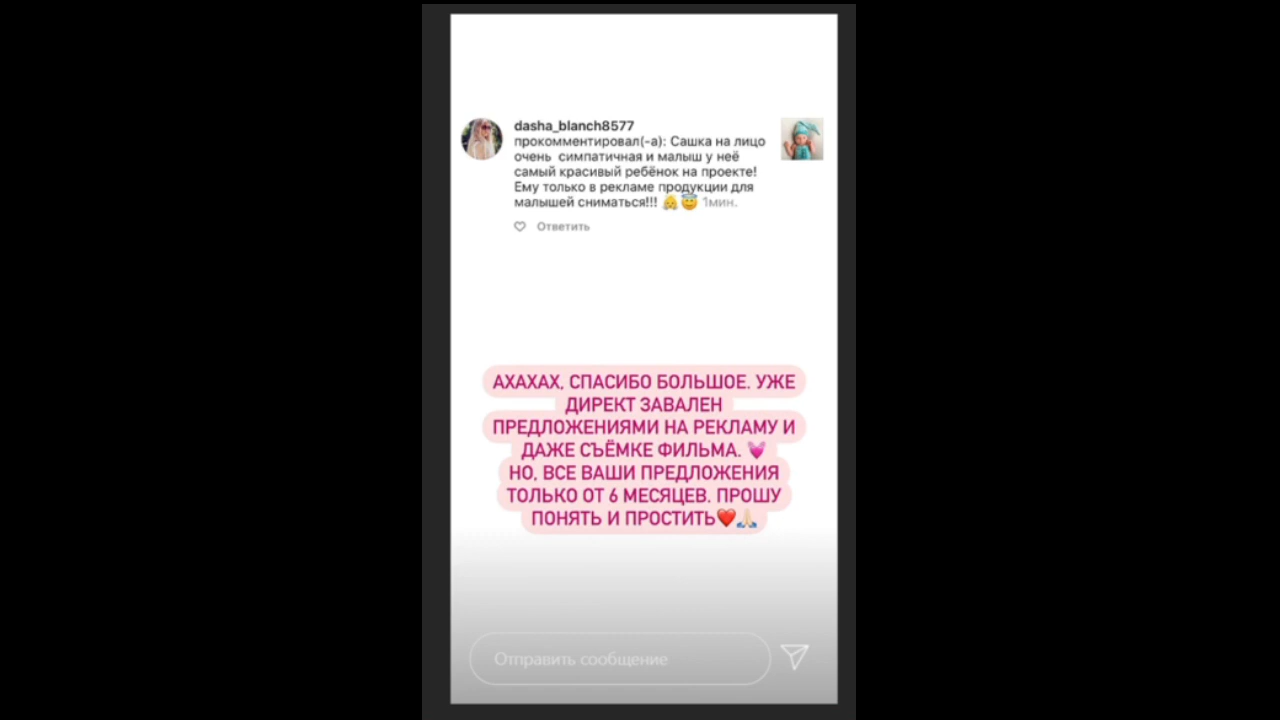 dasha_blanch8577
прокомментировал(-а): Сашка на лицо
очень симпатичная и малыш у неё
самый красивый ребёнок на проекте!
Ему только в рекламе продукции для
малышей сниматься!!! 👼😇 1мин.
Ответить
АХАХАХ, СПАСИБО БОЛЬШОЕ. УЖЕ
ДИРЕКТ ЗАВАЛЕН
ПРЕДЛОЖЕНИЯМИ НА РЕКЛАМУ И
ДАЖЕ СЪЁМКЕ ФИЛЬМА. 💓
НО, ВСЕ ВАШИ ПРЕДЛОЖЕНИЯ
ТОЛЬКО ОТ 6 МЕСЯЦЕВ. ПРОШУ
ПОНЯТЬ И ПРОСТИТЬ❤️🙏🏻
Отправить сообщение